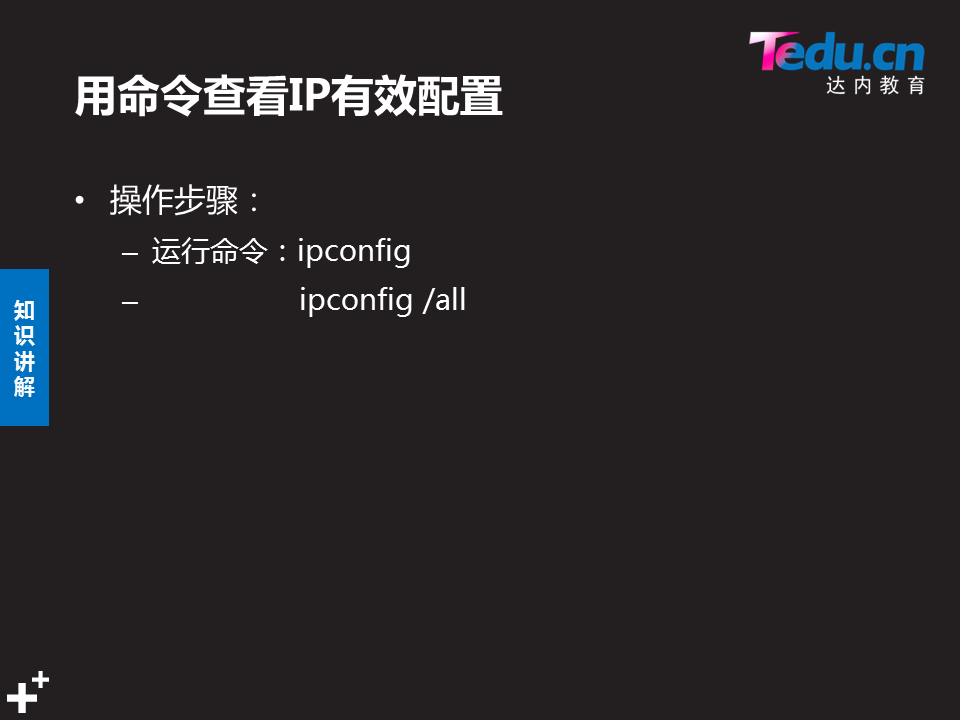 Tedu.cn
达内教育
用命令查看IP有效配置
• 操作步骤：
– 运行命令：ipconfig
– ipconfig /all
知
识
讲
解